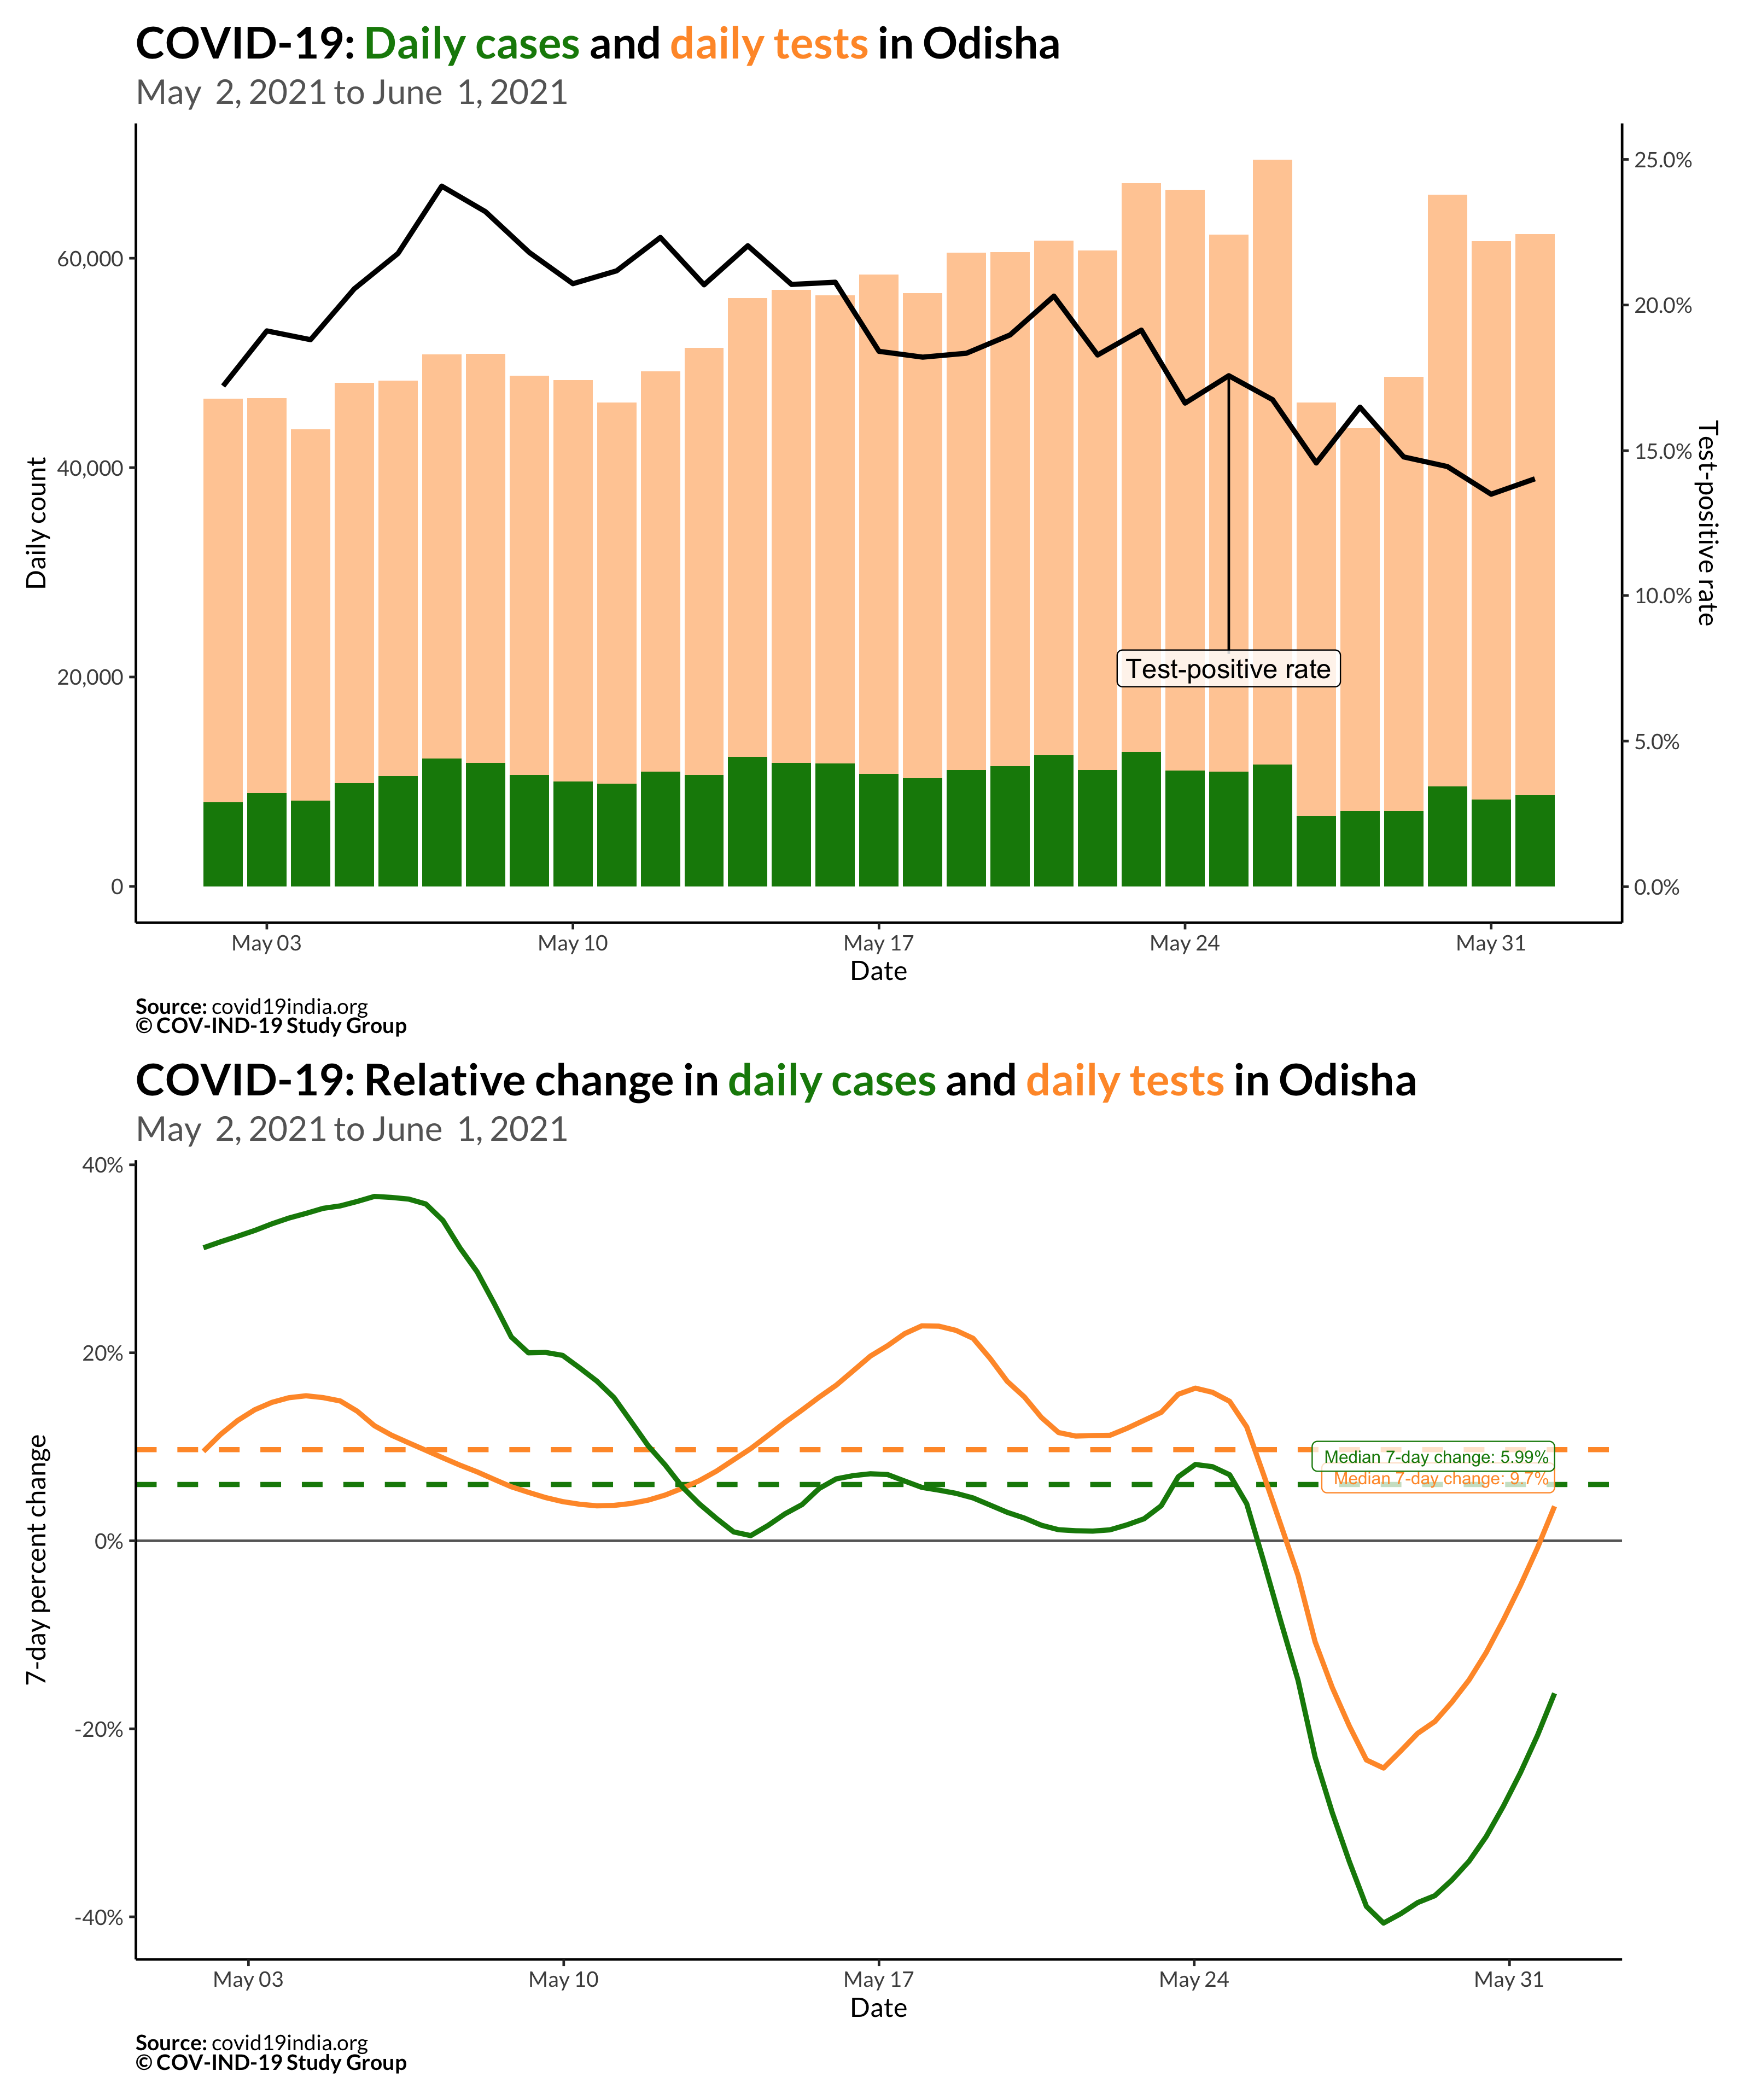 COVID-19: Daily cases and daily tests in Odisha
May 2, 2021 to June 1, 2021
60,000
40,000
20,000
0
Daily count
25.0%
20.0%
15.0%
10.0%
5.0%
0.0%
Test-positive rate
Test-positive rate
May 03
May 10
May 17
May 24
May 31
Date
Source: covid19india.org
© COV-IND-19 Study Group
COVID-19: Relative change in daily cases and daily tests in Odisha
May 2, 2021 to June 1, 2021
40%
20%
0%
-20%
-40%
7-day percent change
Median 7-day change: 5.99%
Median 7-day change: 9.7%
May 03
May 10
May 17
May 24
May 31
Date
Source: covid19india.org
© COV-IND-19 Study Group